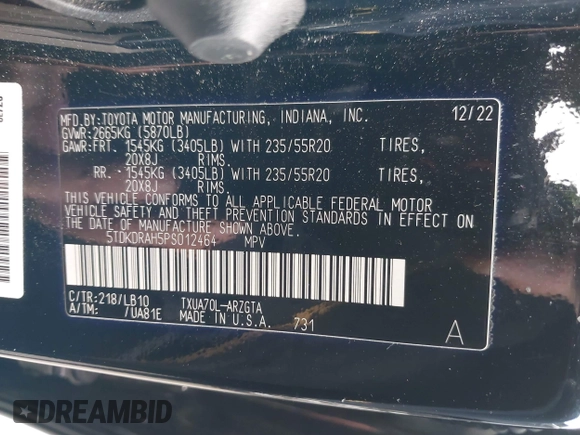 MFD.BY:TOYOTA MOTOR MANUFACTURING, INDIANA, INC. 12/22
GVWR:2665KG (5870LB)
GAWR:FRT. 1545KG (3405LB) WITH 235/55R20 TIRES,
20X8J RIMS.
RR. 1545KG (3405LB) WITH 235/55R20 TIRES,
20X8J RIMS.
THIS VEHICLE CONFORMS TO ALL APPLICABLE FEDERAL MOTOR
VEHICLE SAFETY AND THEFT PREVENTION STANDARDS IN EFFECT ON
THE DATE OF MANUFACTURE SHOWN ABOVE.
5TDKDRAH5PS012464 MPV
C/TR:218/LB10 TXUA70L-ARZGTA
A/TM: /UA81E MADE IN U.S.A. 731
A
DREAMBID